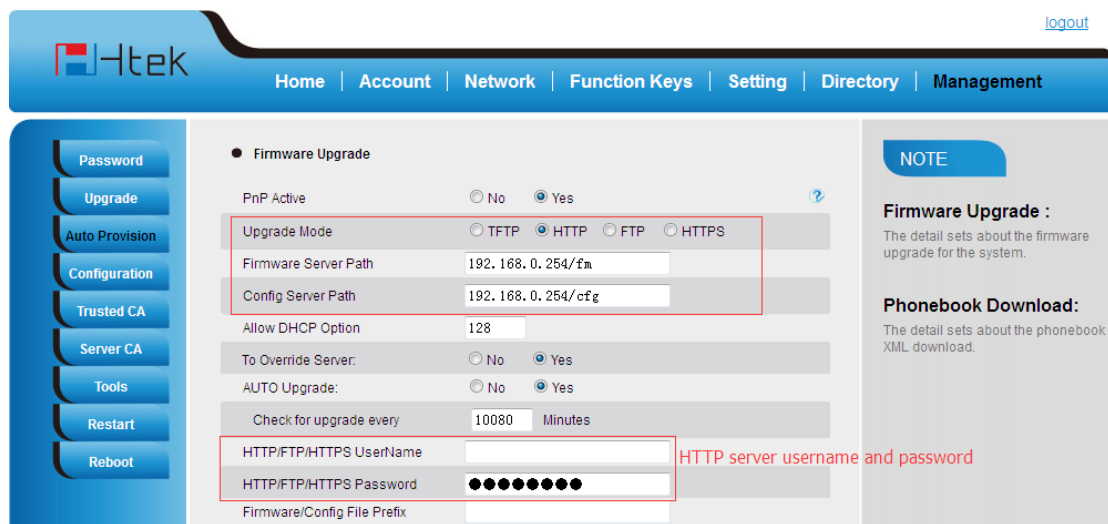 logout
Htek
Home | Account | Network | Function Keys | Setting | Directory | Management
Password
Upgrade
Auto Provision
Configuration
Trusted CA
Server CA
Tools
Restart
Reboot
Firmware Upgrade
PnP Active No Yes
Upgrade Mode TFTP HTTP FTP HTTPS
Firmware Server Path 192.168.0.254/fm
Config Server Path 192.168.0.254/cfg
Allow DHCP Option 128
To Override Server: No Yes
AUTO Upgrade: No Yes
Check for upgrade every 10080 Minutes
HTTP/FTP/HTTPS UserName
HTTP server username and password
HTTP/FTP/HTTPS Password ●●●●●●●●
Firmware/Config File Prefix
NOTE
Firmware Upgrade :
The detail sets about the firmware
upgrade for the system.
Phonebook Download:
The detail sets about the phonebook
XML download.